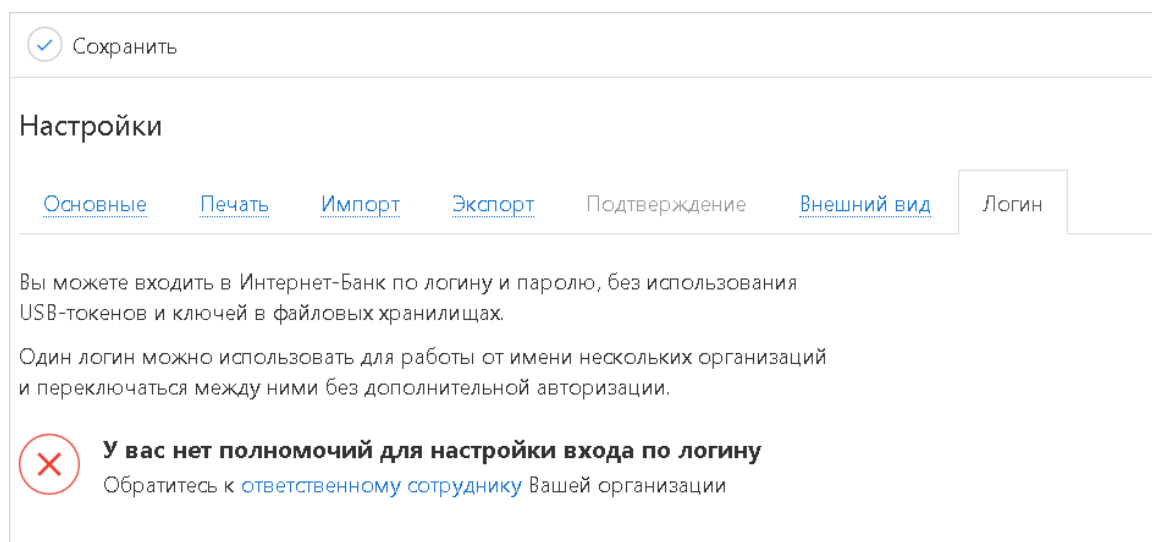 Сохранить
Настройки
Основные Печать Импорт Экспорт Подтверждение Внешний вид Логин
Вы можете входить в Интернет-Банк по логину и паролю, без использования
USB-токенов и ключей в файловых хранилищах.
Один логин можно использовать для работы от имени нескольких организаций
и переключаться между ними без дополнительной авторизации.
У вас нет полномочий для настройки входа по логину
Обратитесь к ответственному сотруднику Вашей организации